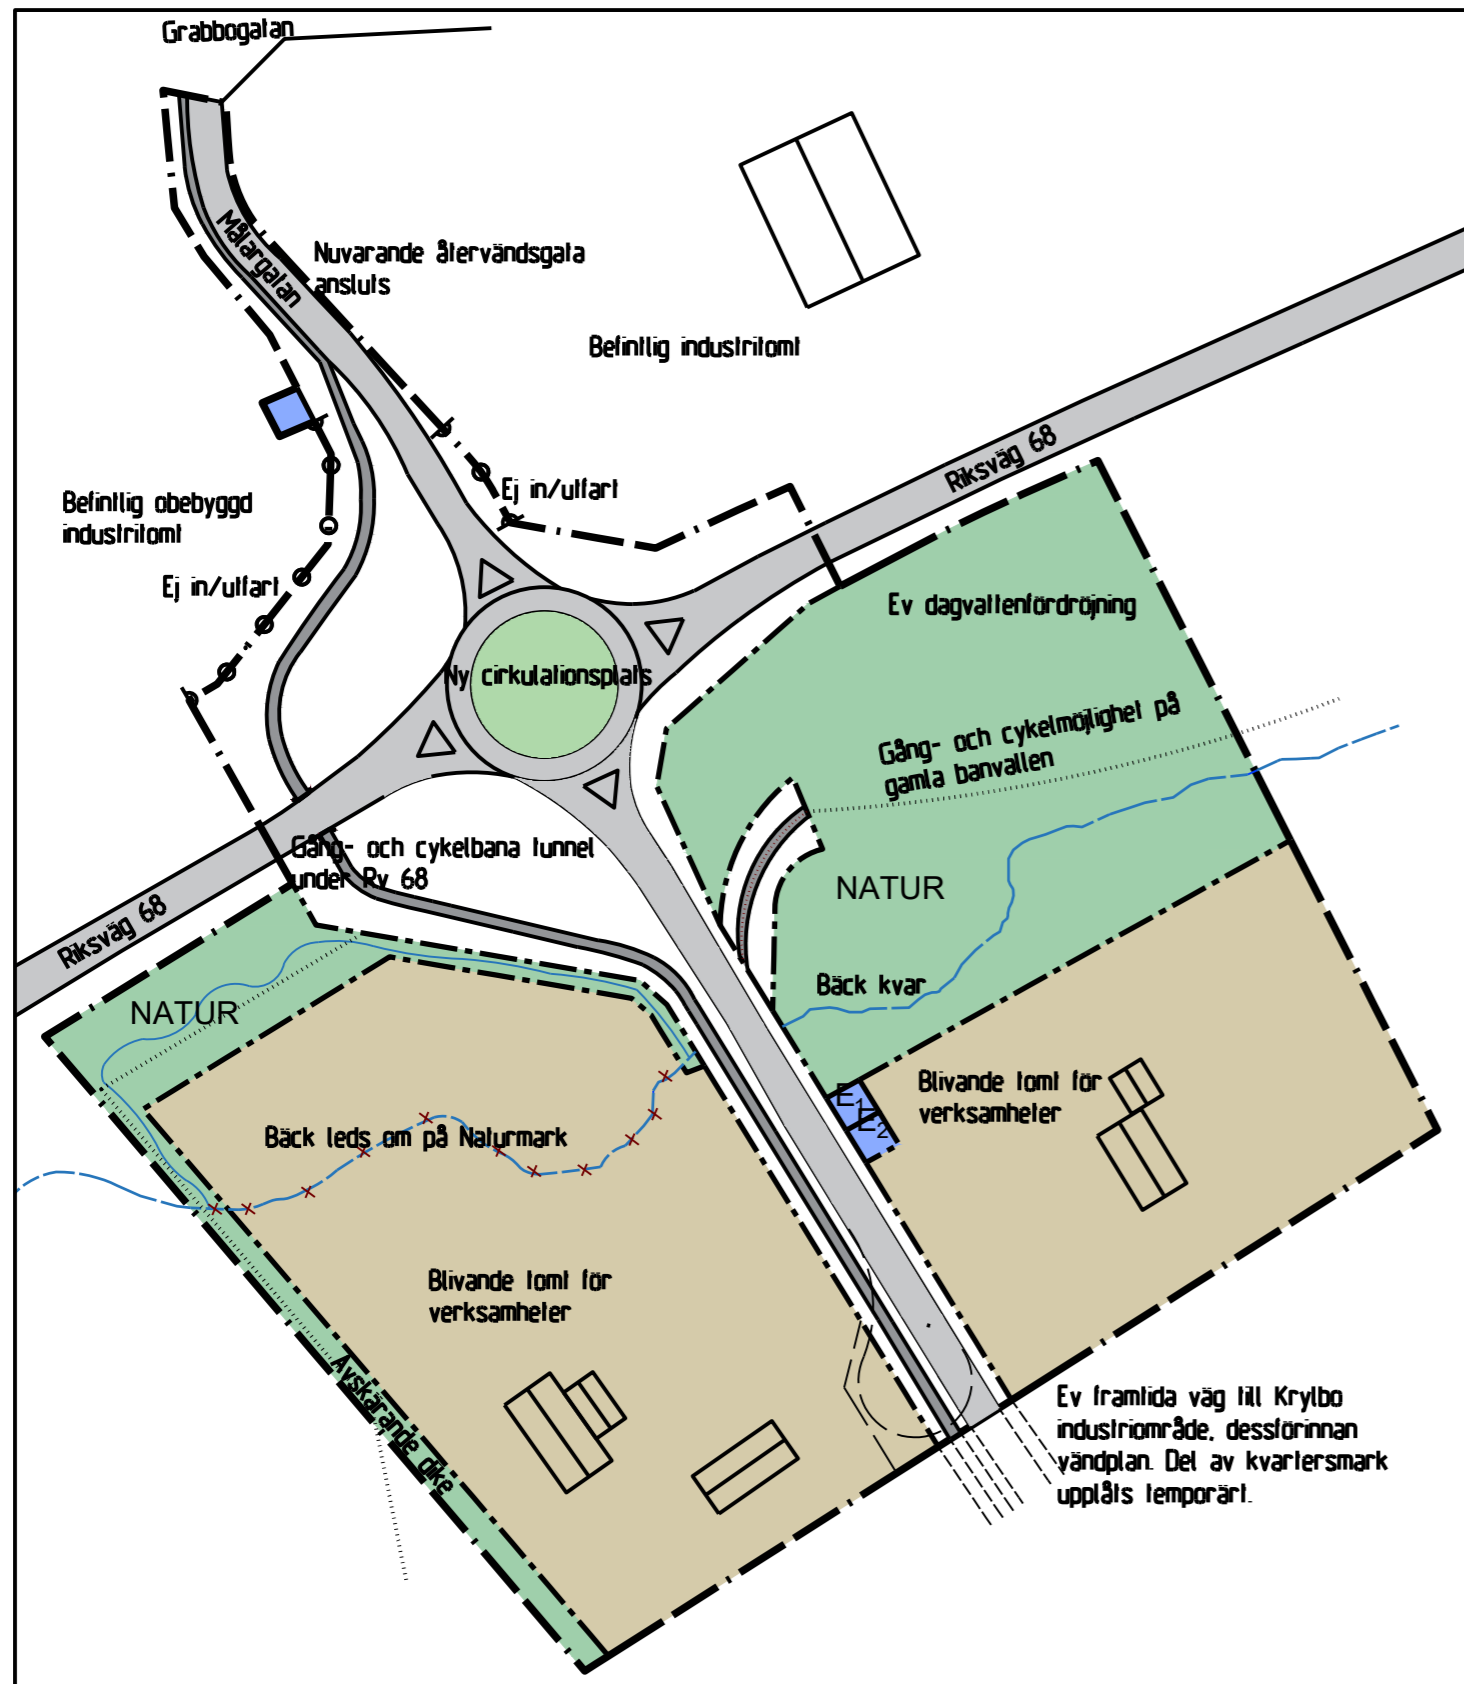 Grabbogatan
Målargatan
Nuvarande återvändsgata
ansluts
Befintlig industritomt
Riksväg 68
Befintlig obebyggd
industritomt
Ej in/utfart
Ej in/utfart
Ev dagvattenfördröjning
Ny cirkulationsplats
Gång- och cykelmöjlighet på
gamla banvallen
Gång- och cykelbana tunnel
under Rv 68
NATUR
Riksväg 68
Bäck kvar
NATUR
Blivande tomt för
verksamheter
E1
E2
Bäck leds om på Naturmark
Blivande tomt för
verksamheter
Avskärande dike
Ev framtida väg till Krylbo
industriområde, dessförinnan
vändplan. Del av kvartersmark
upplåts temporärt.